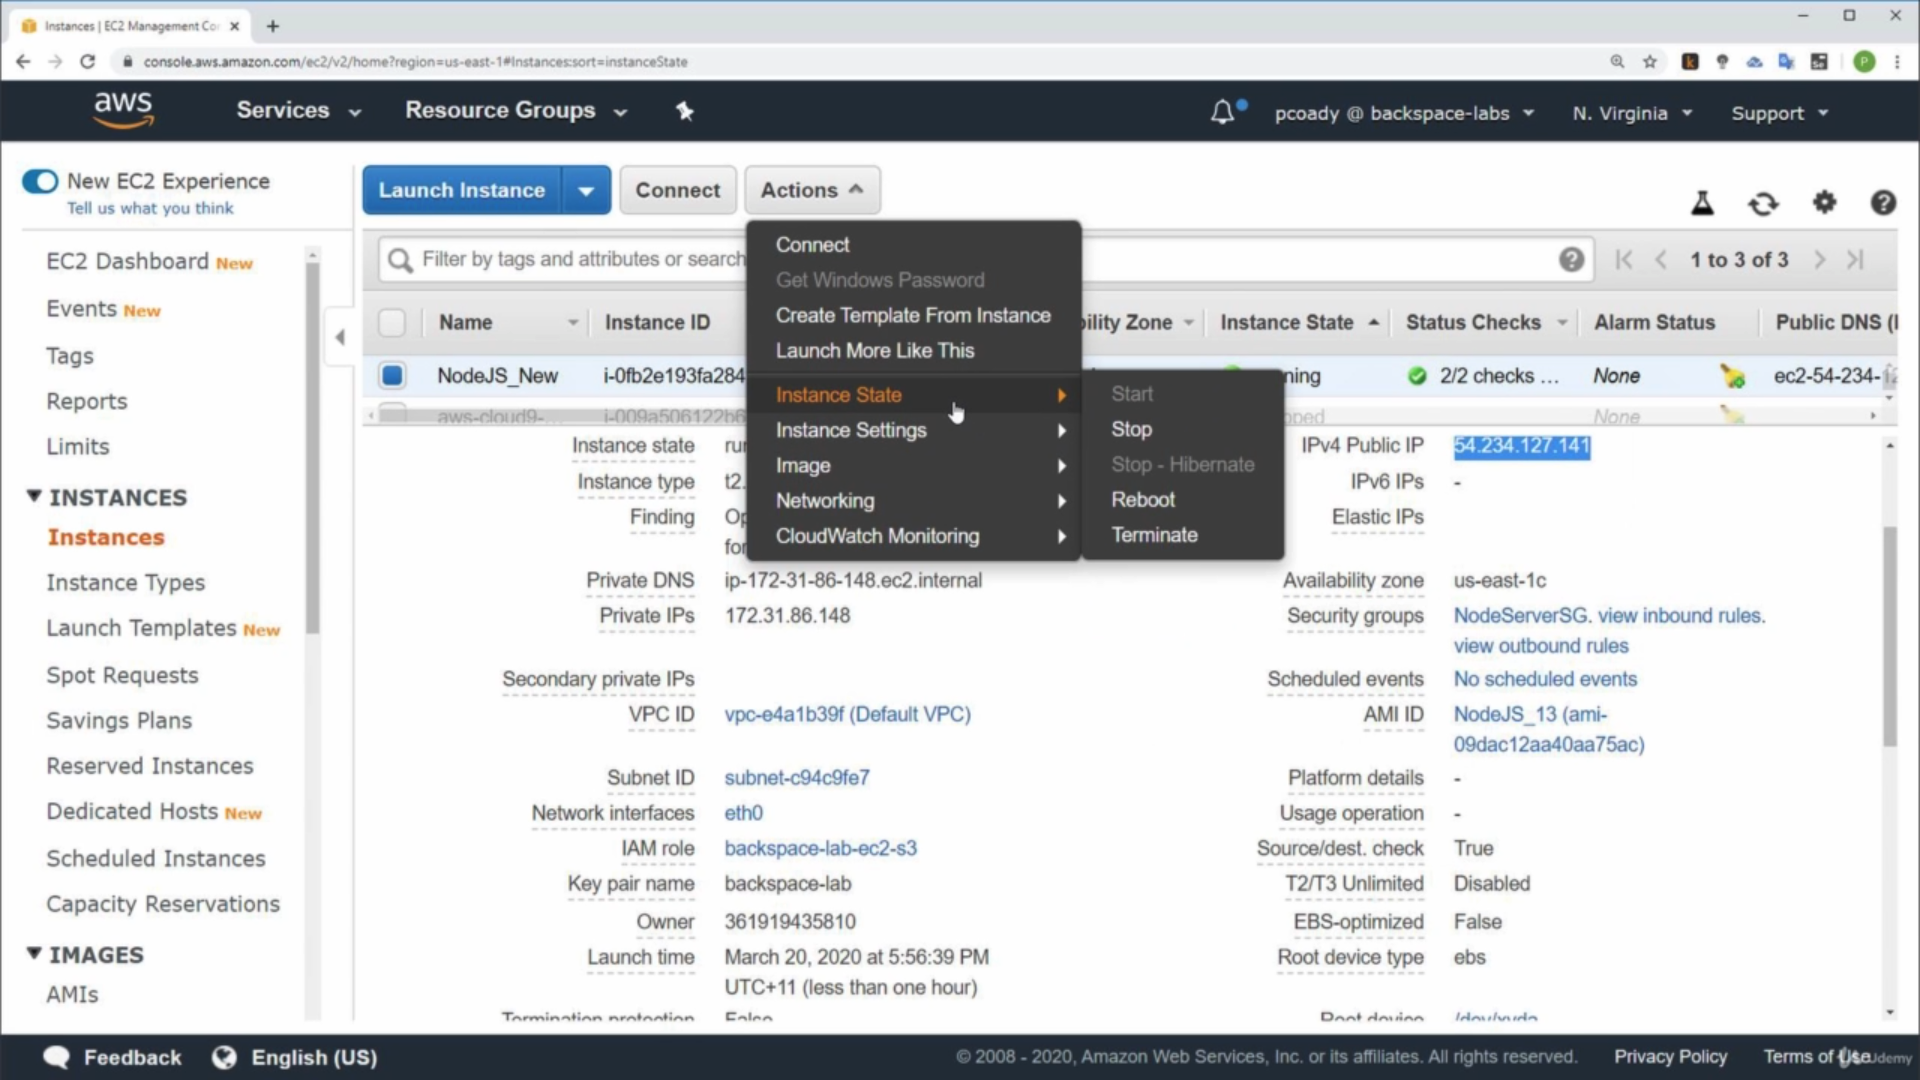 Instances | EC2 Management Co
console.aws.amazon.com/ec2/v2/home?region=us-east-1#Instances:sort=instanceState
aws
Services
Resource Groups
pcoady @ backspace-labs
N. Virginia
Support
New EC2 Experience
Tell us what you think
Launch Instance
Connect
Actions
EC2 Dashboard New
Events New
Tags
Reports
Limits
INSTANCES
Instances
Instance Types
Launch Templates New
Spot Requests
Savings Plans
Reserved Instances
Dedicated Hosts New
Scheduled Instances
Capacity Reservations
IMAGES
AMIs
Filter by tags and attributes or search
1 to 3 of 3
Name
Instance ID
bility Zone
Instance State
Status Checks
Alarm Status
Public DNS (I
NodeJS_New
i-0fb2e193fa284
ning
2/2 checks ...
None
ec2-54-234-
aws-cloud9-
i-009a506122b6
pped
None
Connect
Get Windows Password
Create Template From Instance
Launch More Like This
Instance State
Instance Settings
Image
Networking
CloudWatch Monitoring
Start
Stop
Stop - Hibernate
Reboot
Terminate
Instance state
run
IPv4 Public IP
54.234.127.141
Instance type
t2.
IPv6 IPs
-
Finding
Op
for
Elastic IPs
Private DNS
ip-172-31-86-148.ec2.internal
Availability zone
us-east-1c
Private IPs
172.31.86.148
Security groups
NodeServerSG. view inbound rules.
view outbound rules
Secondary private IPs
Scheduled events
No scheduled events
VPC ID
vpc-e4a1b39f (Default VPC)
AMI ID
NodeJS_13 (ami-
09dac12aa40aa75ac)
Subnet ID
subnet-c94c9fe7
Platform details
-
Network interfaces
eth0
Usage operation
-
IAM role
backspace-lab-ec2-s3
Source/dest. check
True
Key pair name
backspace-lab
T2/T3 Unlimited
Disabled
Owner
361919435810
EBS-optimized
False
Launch time
March 20, 2020 at 5:56:39 PM
UTC+11 (less than one hour)
Root device type
ebs
Termination protection
False
Root device
/dev/xvda
Feedback
English (US)
© 2008 - 2020, Amazon Web Services, Inc. or its affiliates. All rights reserved.
Privacy Policy
Terms of Use
Udemy